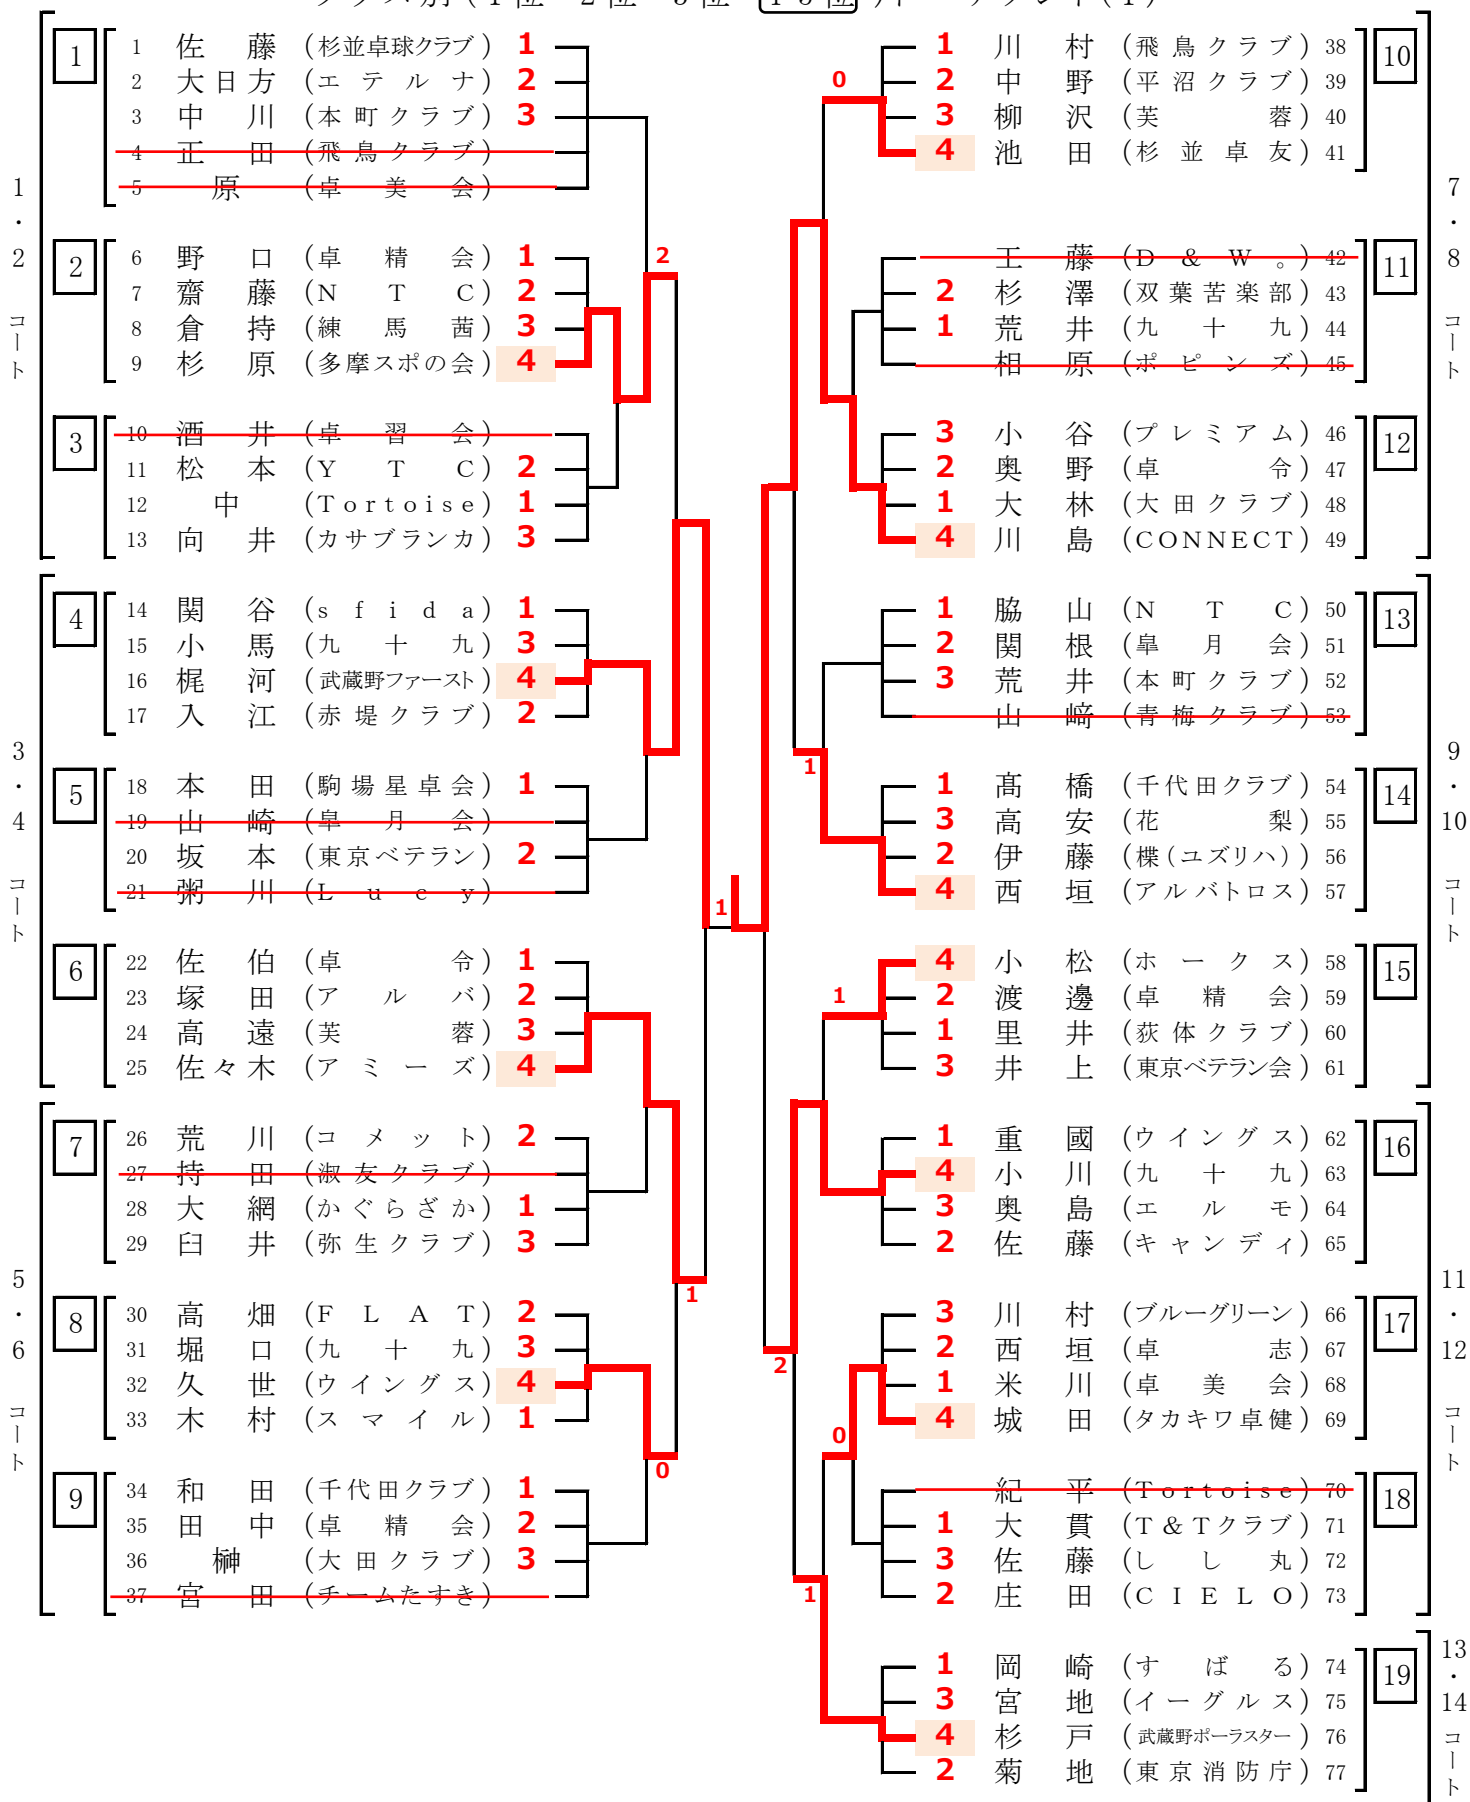 1・2 コート
1
1 佐藤 (杉並卓球クラブ) 1
2 大日方 (エテルナ) 2
3 中川 (本町クラブ) 3
4 正田 (飛鳥クラブ)
5 原 (卓美会)
2
6 野口 (卓精会) 1
7 齋藤 (NTC) 2
8 倉持 (練馬茜) 3
9 杉原 (多摩スポの会) 4
2
3
10 酒井 (卓習会)
11 松本 (YTC) 2
12 中 (Tortoise) 1
13 向井 (カサブランカ) 3
3・4 コート
4
14 関谷 (sfida) 1
15 小馬 (九十九) 3
16 梶河 (武蔵野ファースト) 4
17 入江 (赤堤クラブ) 2
5
18 本田 (駒場星卓会) 1
19 山崎 (皐月会)
20 坂本 (東京ベテラン) 2
21 粥川 (Lucy)
6
22 佐伯 (卓令) 1
23 塚田 (アルバ) 2
24 高遠 (芙蓉) 3
25 佐々木 (アミーズ) 4
5・6 コート
7
26 荒川 (コメット) 2
27 持田 (淑友クラブ)
28 大網 (かぐらざか) 1
29 臼井 (弥生クラブ) 3
1
8
30 高畑 (FLAT) 2
31 堀口 (九十九) 3
32 久世 (ウイングス) 4
33 木村 (スマイル) 1
0
9
34 和田 (千代田クラブ) 1
35 田中 (卓精会) 2
36 榊 (大田クラブ) 3
37 宮田 (チームたすき)
1
0
1 川村 (飛鳥クラブ) 38
2 中野 (平沼クラブ) 39
3 柳沢 (芙蓉) 40
4 池田 (杉並卓友) 41
10
7・8 コート
王藤 (D&W。) 42
2 杉澤 (双葉苦楽部) 43
1 荒井 (九十九) 44
相原 (ポピンズ) 45
11
3 小谷 (プレミアム) 46
2 奥野 (卓令) 47
1 大林 (大田クラブ) 48
4 川島 (CONNECT) 49
12
1 脇山 (NTC) 50
2 関根 (皐月会) 51
3 荒井 (本町クラブ) 52
山﨑 (青梅クラブ) 53
13
9・10 コート
1
1 髙橋 (千代田クラブ) 54
3 高安 (花梨) 55
2 伊藤 (楪(ユズリハ)) 56
4 西垣 (アルバトロス) 57
14
1
4 小松 (ホークス) 58
2 渡邊 (卓精会) 59
1 里井 (荻体クラブ) 60
3 井上 (東京ベテラン会) 61
15
1 重國 (ウイングス) 62
4 小川 (九十九) 63
3 奥島 (エルモ) 64
2 佐藤 (キャンディ) 65
16
11・12 コート
2
3 川村 (ブルーグリーン) 66
2 西垣 (卓志) 67
1 米川 (卓美会) 68
4 城田 (タカキワ卓健) 69
17
0
紀平 (Tortoise) 70
1 大貫 (T&Tクラブ) 71
3 佐藤 (しし丸) 72
2 庄田 (CIELO) 73
18
1
1 岡崎 (すばる) 74
3 宮地 (イーグルス) 75
4 杉戸 (武蔵野ポーラスター) 76
2 菊地 (東京消防庁) 77
19
13・14 コート